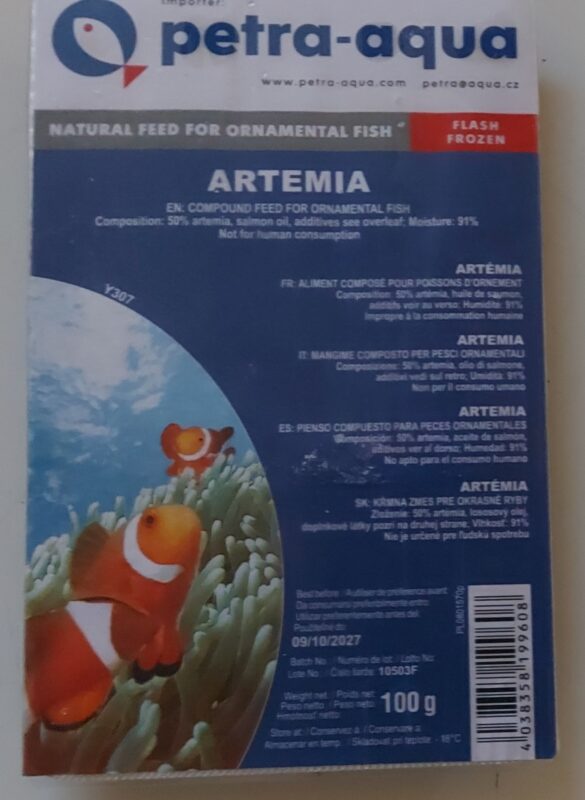 Importer:
petra-aqua
www.petra-aqua.com petra@aqua.cz
NATURAL FEED FOR ORNAMENTAL FISH
FLASH FROZEN
ARTEMIA
EN: COMPOUND FEED FOR ORNAMENTAL FISH
Composition: 50% artemia, salmon oil, additives see overleaf; Moisture: 91%
Not for human consumption
Y307
ARTÉMIA
FR: ALIMENT COMPOSÉ POUR POISSONS D'ORNEMENT
Composition: 50% artémia, huile de saumon,
additifs voir au verso; Humidité: 91%
Impropre à la consommation humaine
ARTEMIA
IT: MANGIME COMPOSTO PER PESCI ORNAMENTALI
Composizione: 50% artemia, olio di salmone,
additivi vedi sul retro; Umidità: 91%
Non per il consumo umano
ARTEMIA
ES: PIENSO COMPUESTO PARA PECES ORNAMENTALES
Composición: 50% artemia, aceite de salmón,
aditivos ver al dorso; Humedad: 91%
No apto para el consumo humano
ARTÉMIA
SK: KŔMNA ZMES PRE OKRASNÉ RYBY
Zloženie: 50% artémia, lososový olej,
doplnkové látky pozri na druhej strane; Vlhkosť: 91%
Nie je určené pre ľudskú spotrebu
Best before / A utiliser de préférence avant
Da consumarsi preferibilmente entro
Utilizar preferentemente antes del
Použiteľné do:
09/10/2027
Batch No. / Numéro de lot: / Lotto No:
Lote No.: / Číslo šarže: 10503F
Weight net / Poids net
Peso netto / Peso neto
Hmotnosť netto:
100 g
Store at: / Conservez à: / Conservare a:
Almacenar en temp. / Skladovať pri teplote: - 18°C
PL0601570p
4 038358 199608